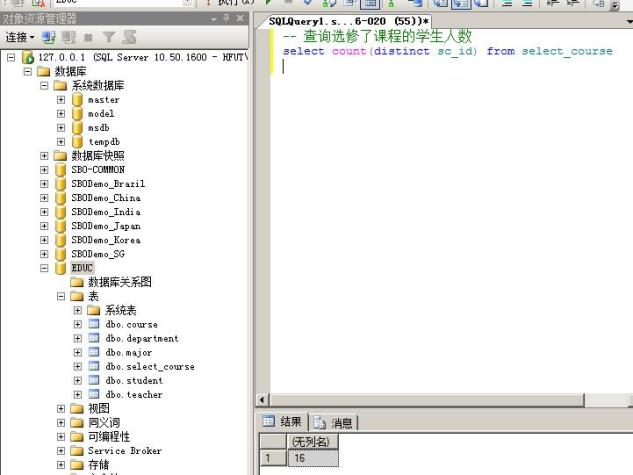 对象资源管理器
连接
127.0.0.1 (SQL Server 10.50.1600 - MFUT\
数据库
系统数据库
master
model
msdb
tempdb
数据库快照
SBO-COMMON
SBODemo_Brazil
SBODemo_China
SBODemo_India
SBODemo_Japan
SBODemo_Korea
SBODemo_SG
EDUC
数据库关系图
表
系统表
dbo.course
dbo.department
dbo.major
dbo.select_course
dbo.student
dbo.teacher
视图
同义词
可编程性
Service Broker
存储
SQLQuery1.s...6-020 (55))*
-- 查询选修了课程的学生人数
select count(distinct sc_id) from select_course
结果 消息
(无列名)
1 16